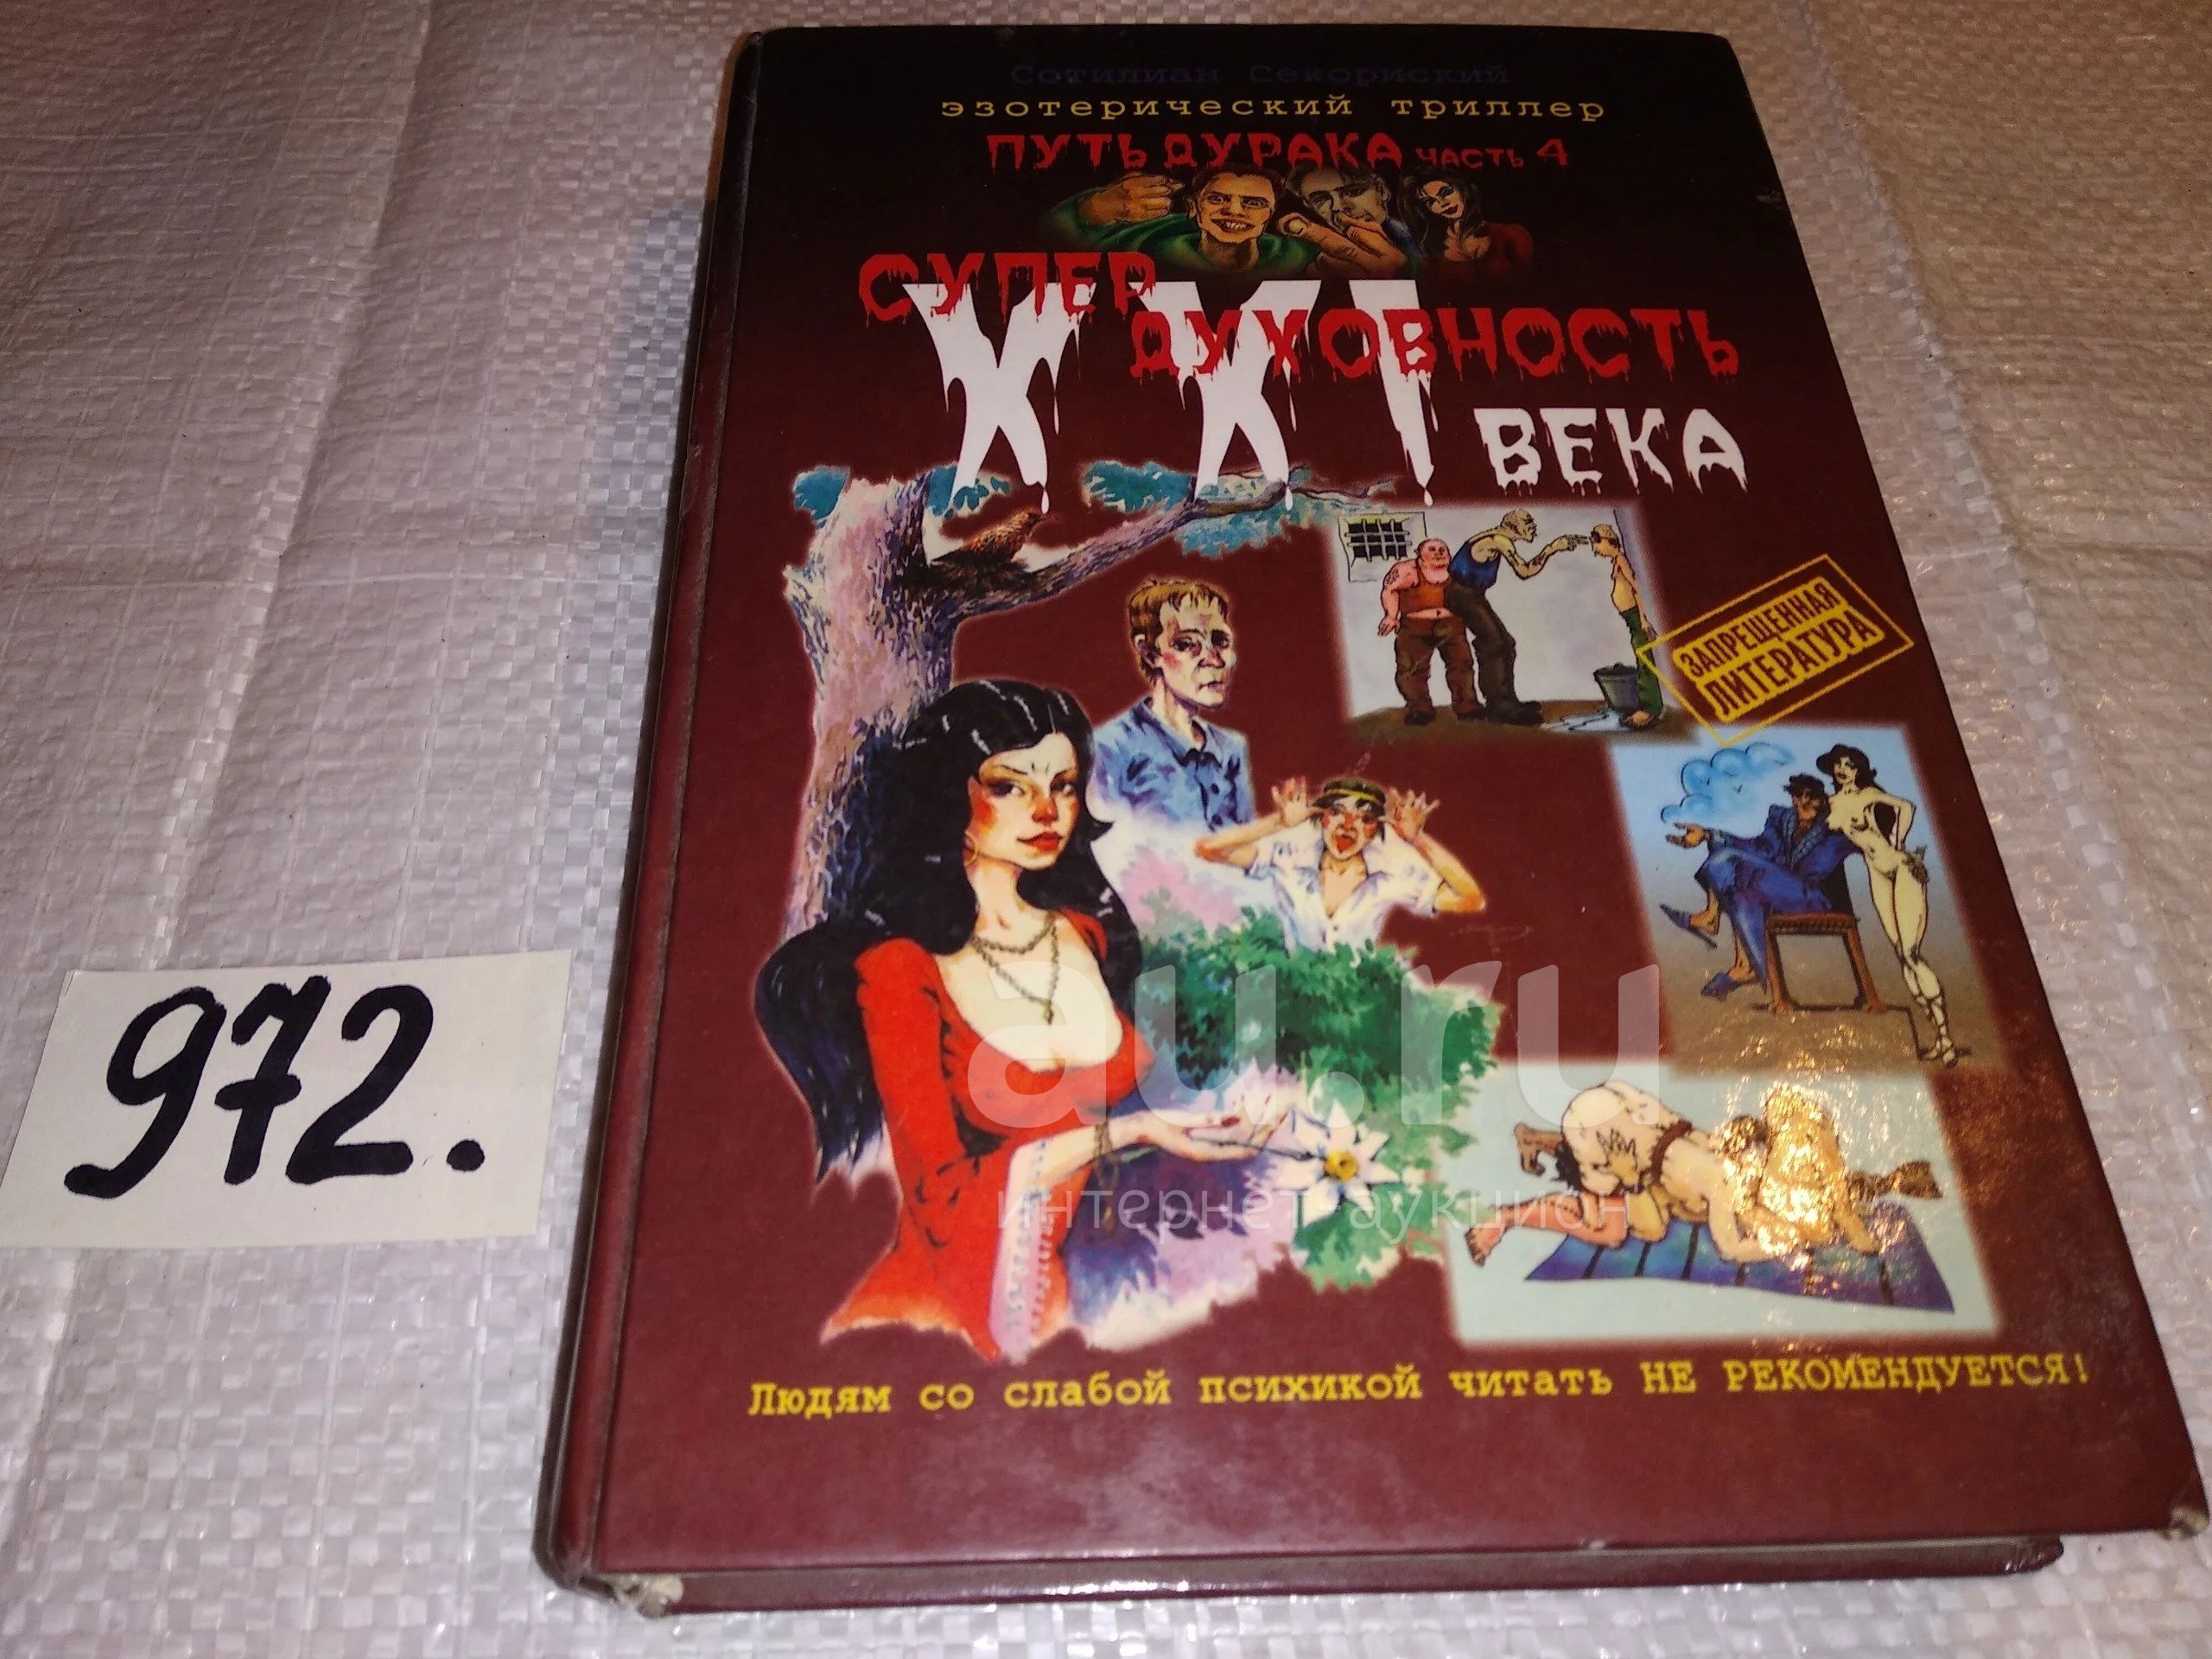 Сотилиан Секориский
эзотерический триллер
ПУТЬ ДУРАКА ЧАСТЬ 4
СУПЕР
ДУХОВНОСТЬ
XXI ВЕКА
ЗАПРЕЩЕННАЯ
ЛИТЕРАТУРА
972.
au.ru
интернет-аукцион
Людям со слабой психикой читать НЕ РЕКОМЕНДУЕТСЯ!